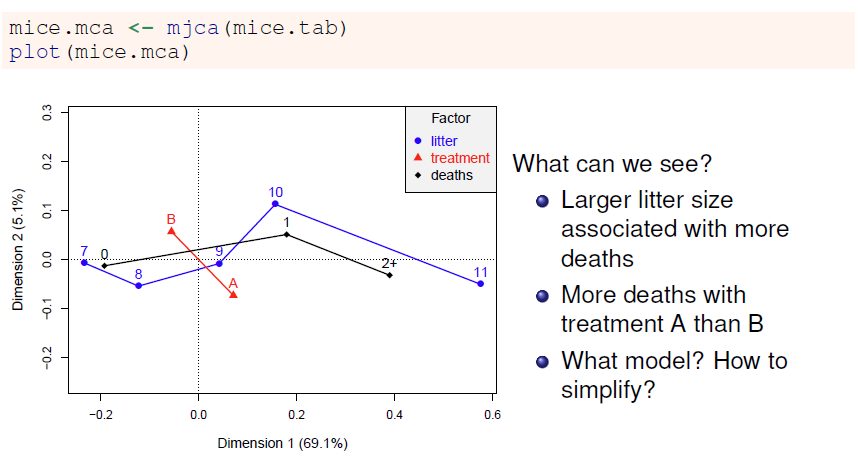 mice.mca <- mjca(mice.tab)
plot(mice.mca)
0.3
0.2
0.1
0.0
−0.1
−0.2
Dimension 2 (5.1%)
−0.2
0.0
0.2
0.4
0.6
Dimension 1 (69.1%)
Factor
litter
treatment
deaths
7
8
9
10
11
B
A
0
1
2+
What can we see?
Larger litter size
associated with more
deaths
More deaths with
treatment A than B
What model? How to
simplify?